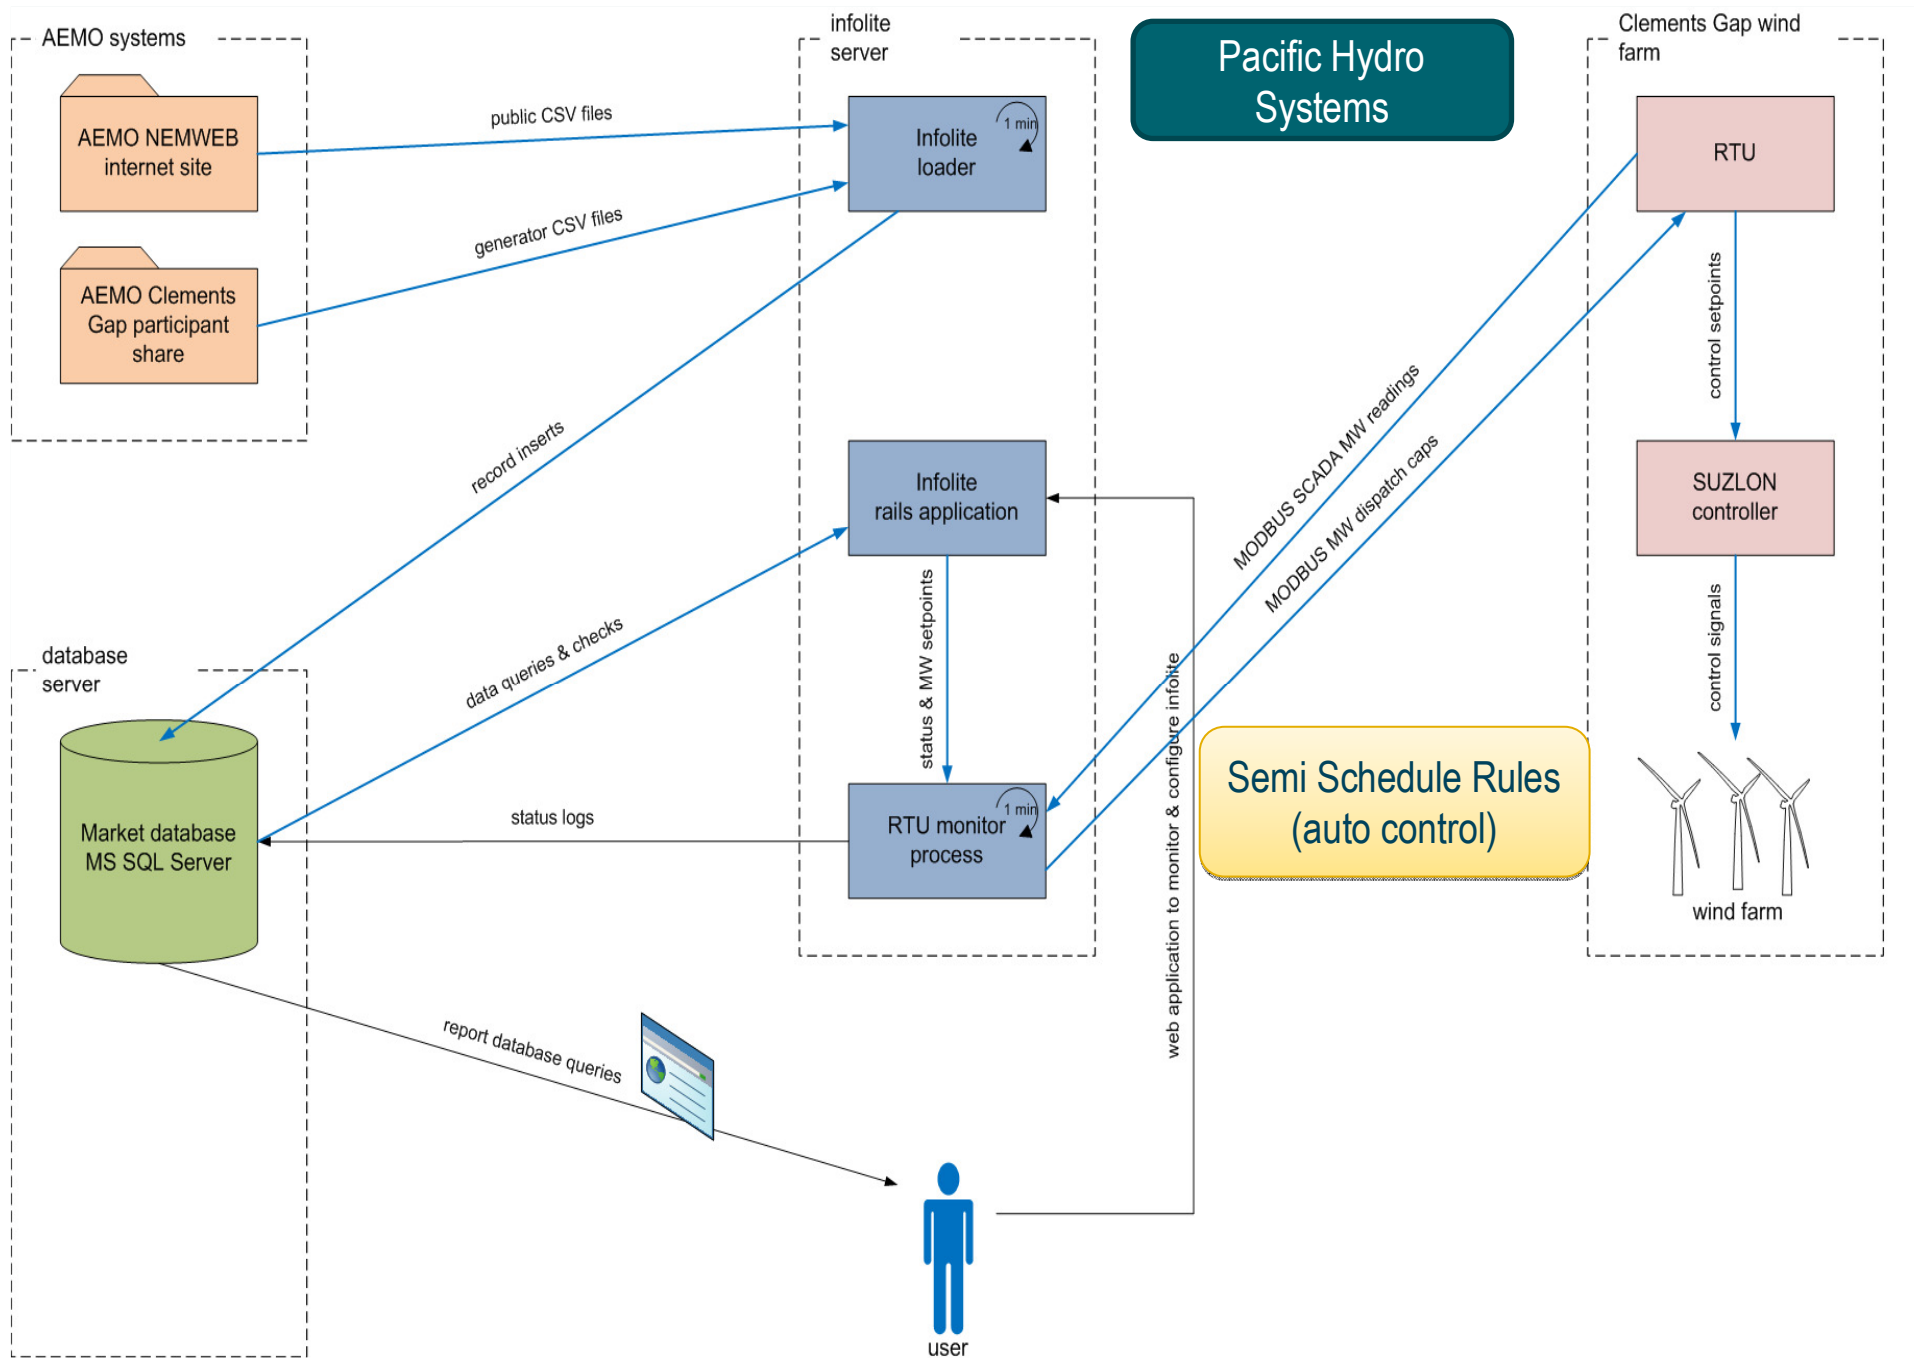 AEMO systems
infolite
server
Pacific Hydro
Systems
Clements Gap wind
farm
AEMO NEMWEB
internet site
public CSV files
Infolite
loader
1 min
RTU
generator CSV files
AEMO Clements
Gap participant
share
control setpoints
record inserts
MODBUS SCADA MW readings
MODBUS MW dispatch caps
Infolite
rails application
SUZLON
controller
status & MW setpoints
data queries & checks
control signals
web application to monitor & configure infolite
database
server
Market database
MS SQL Server
status logs
RTU monitor
process
1 min
Semi Schedule Rules
(auto control)
wind farm
report database queries
user